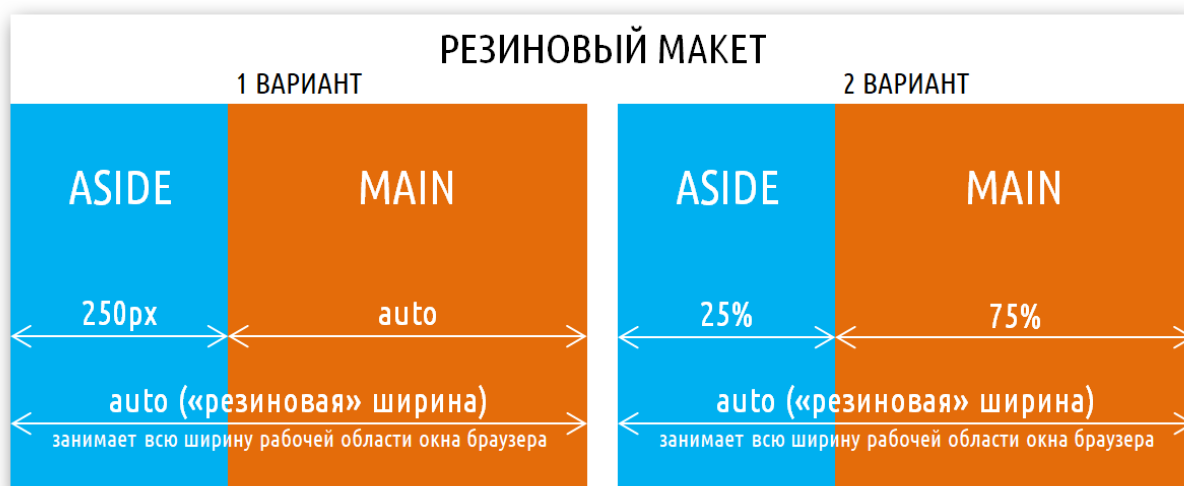 РЕЗИНОВЫЙ МАКЕТ
1 ВАРИАНТ
ASIDE
MAIN
250px
auto
auto («резиновая» ширина)
занимает всю ширину рабочей области окна браузера
2 ВАРИАНТ
ASIDE
MAIN
25%
75%
auto («резиновая» ширина)
занимает всю ширину рабочей области окна браузера